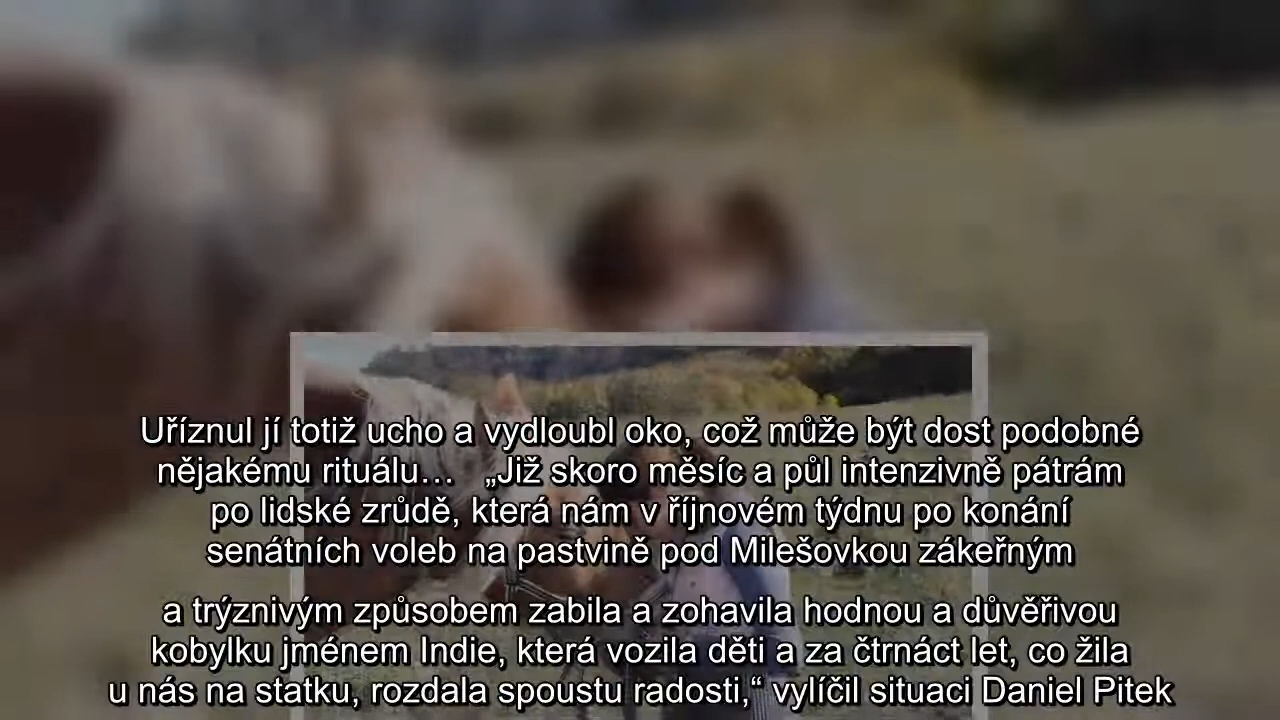 Uříznul jí totiž ucho a vydloubl oko, což může být dost podobné
nějakému rituálu… „Již skoro měsíc a půl intenzivně pátrám
po lidské zrůdě, která nám v říjnovém týdnu po konání
senátních voleb na pastvině pod Milešovkou zákeřným
a trýznivým způsobem zabila a zohavila hodnou a důvěřivou
kobylku jménem Indie, která vozila děti a za čtrnáct let, co žila
u nás na statku, rozdala spoustu radosti,“ vylíčil situaci Daniel Pitek